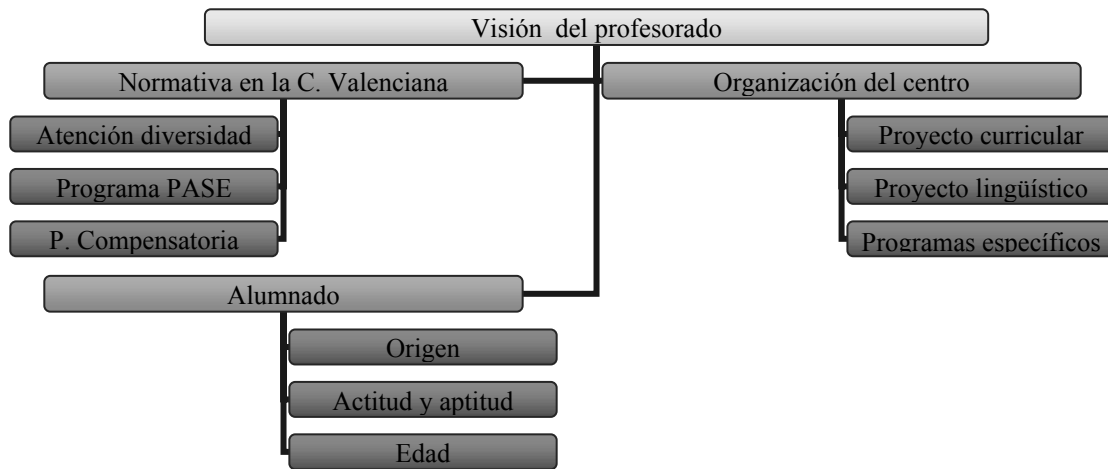 Visión del profesorado
Normativa en la C. Valenciana
Organización del centro
Atención diversidad
Proyecto curricular
Programa PASE
Proyecto lingüístico
P. Compensatoria
Programas específicos
Alumnado
Origen
Actitud y aptitud
Edad